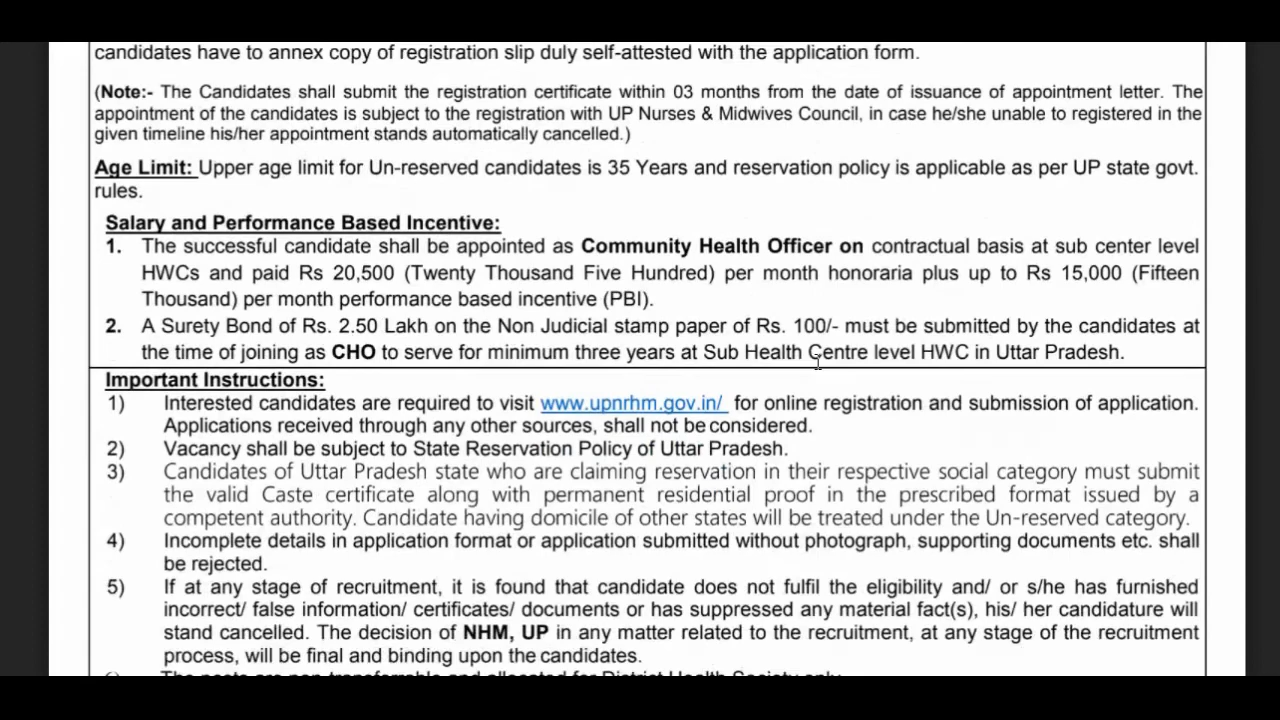 candidates have to annex copy of registration slip duly self-attested with the application form.
(Note:- The Candidates shall submit the registration certificate within 03 months from the date of issuance of appointment letter. The
appointment of the candidates is subject to the registration with UP Nurses & Midwives Council, in case he/she unable to registered in the
given timeline his/her appointment stands automatically cancelled.)
Age Limit: Upper age limit for Un-reserved candidates is 35 Years and reservation policy is applicable as per UP state govt.
rules.
Salary and Performance Based Incentive:
1. The successful candidate shall be appointed as Community Health Officer on contractual basis at sub center level
HWCs and paid Rs 20,500 (Twenty Thousand Five Hundred) per month honoraria plus up to Rs 15,000 (Fifteen
Thousand) per month performance based incentive (PBI).
2. A Surety Bond of Rs. 2.50 Lakh on the Non Judicial stamp paper of Rs. 100/- must be submitted by the candidates at
the time of joining as CHO to serve for minimum three years at Sub Health Centre level HWC in Uttar Pradesh.
Important Instructions:
1) Interested candidates are required to visit www.upnrhm.gov.in/ for online registration and submission of application.
Applications received through any other sources, shall not be considered.
2) Vacancy shall be subject to State Reservation Policy of Uttar Pradesh.
3) Candidates of Uttar Pradesh state who are claiming reservation in their respective social category must submit
the valid Caste certificate along with permanent residential proof in the prescribed format issued by a
competent authority. Candidate having domicile of other states will be treated under the Un-reserved category.
4) Incomplete details in application format or application submitted without photograph, supporting documents etc. shall
be rejected.
5) If at any stage of recruitment, it is found that candidate does not fulfil the eligibility and/ or s/he has furnished
incorrect/ false information/ certificates/ documents or has suppressed any material fact(s), his/ her candidature will
stand cancelled. The decision of NHM, UP in any matter related to the recruitment, at any stage of the recruitment
process, will be final and binding upon the candidates.
The posts are non-transferrable and allocated for District Health Society only.